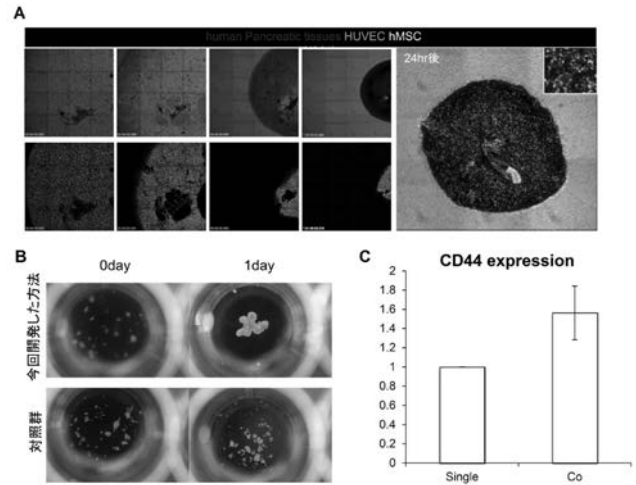 A
human Pancreatic tissues HUVEC hMSC
24hr後
B
0day
1day
今回開発した方法
対照群
C
CD44 expression
2
1.8
1.6
1.4
1.2
1
0.8
0.6
0.4
0.2
0
Single
Co